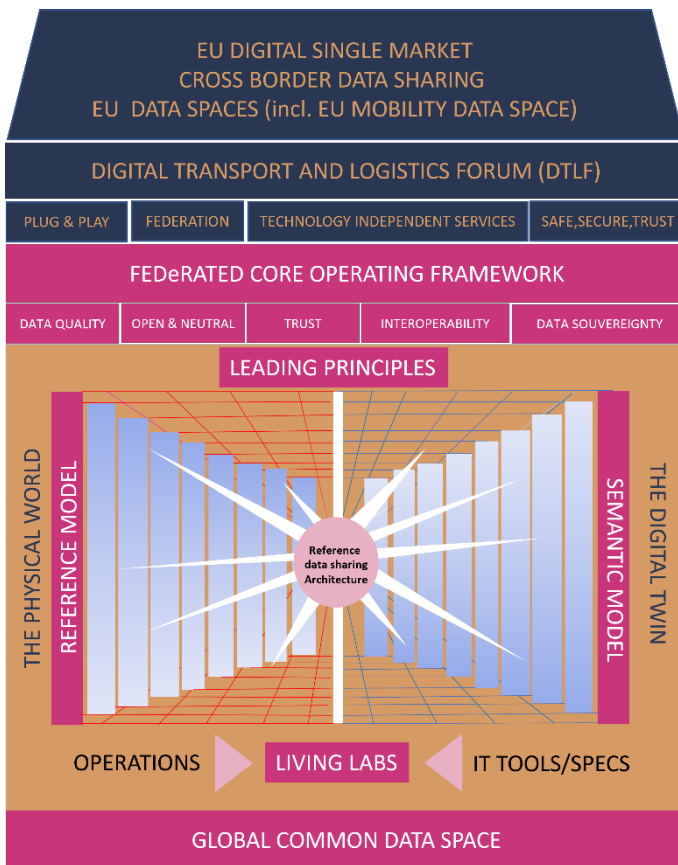 EU DIGITAL SINGLE MARKET
CROSS BORDER DATA SHARING
EU DATA SPACES (incl. EU MOBILITY DATA SPACE)
DIGITAL TRANSPORT AND LOGISTICS FORUM (DTLF)
PLUG & PLAY
FEDERATION
TECHNOLOGY INDEPENDENT SERVICES
SAFE,SECURE,TRUST
FEDeRATED CORE OPERATING FRAMEWORK
DATA QUALITY
OPEN & NEUTRAL
TRUST
INTEROPERABILITY
DATA SOUVEREIGNTY
LEADING PRINCIPLES
THE PHYSICAL WORLD
REFERENCE MODEL
Reference
data sharing
Architecture
SEMANTIC MODEL
THE DIGITAL TWIN
OPERATIONS
LIVING LABS
IT TOOLS/SPECS
GLOBAL COMMON DATA SPACE